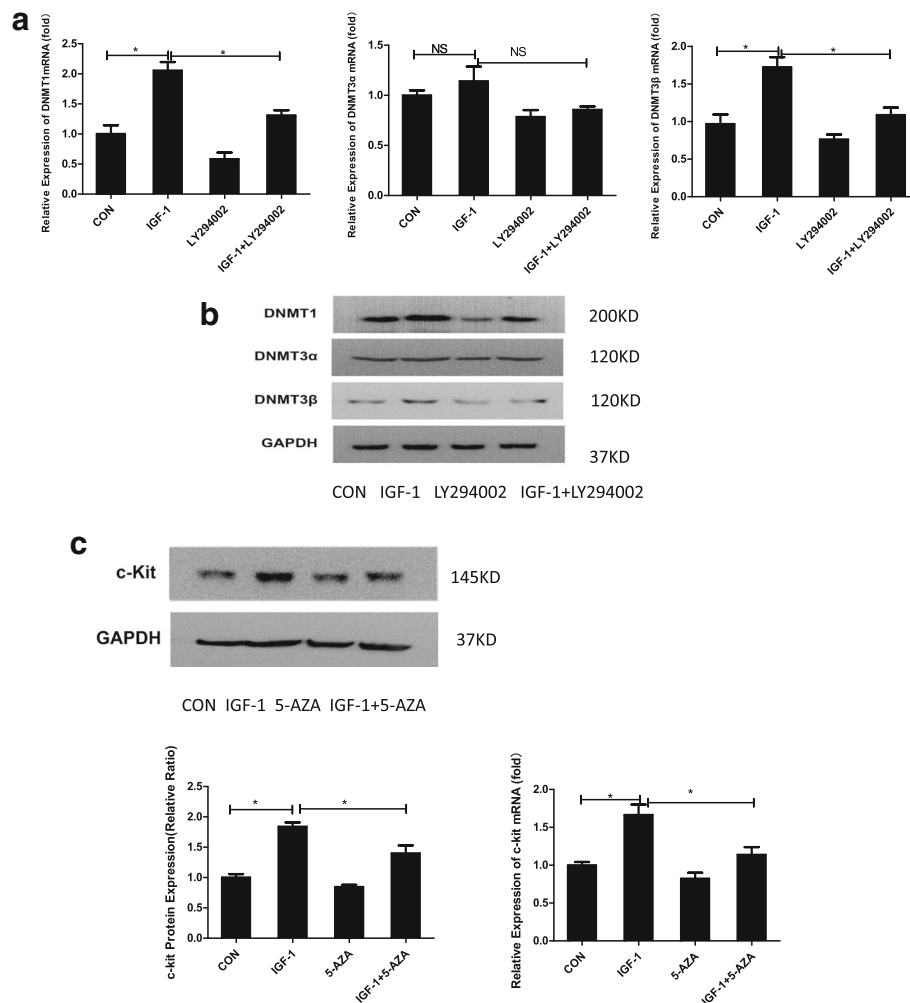 a
Relative Expression of DNMT1mRNA (fold)
2.5
2.0
1.5
1.0
0.5
0.0
*
*
CON
IGF-1
LY294002
IGF-1+LY294002
Relative Expression of DNMT3α mRNA (fold)
1.5
1.0
0.5
0.0
NS
NS
CON
IGF-1
LY294002
IGF-1+LY294002
Relative Expression of DNMT3β mRNA (fold)
2.0
1.5
1.0
0.5
0.0
*
*
CON
IGF-1
LY294002
IGF-1+LY294002
b
DNMT1 200KD
DNMT3α 120KD
DNMT3β 120KD
GAPDH 37KD
CON IGF-1 LY294002 IGF-1+LY294002
c
c-Kit 145KD
GAPDH 37KD
CON IGF-1 5-AZA IGF-1+5-AZA
c-kit Protein Expression(Relative Ratio)
2.5
2.0
1.5
1.0
0.5
0.0
*
*
CON
IGF-1
5-AZA
IGF-1+5-AZA
Relative Expression of c-kit mRNA (fold)
2.0
1.5
1.0
0.5
0.0
*
*
CON
IGF-1
5-AZA
IGF-1+5-AZA